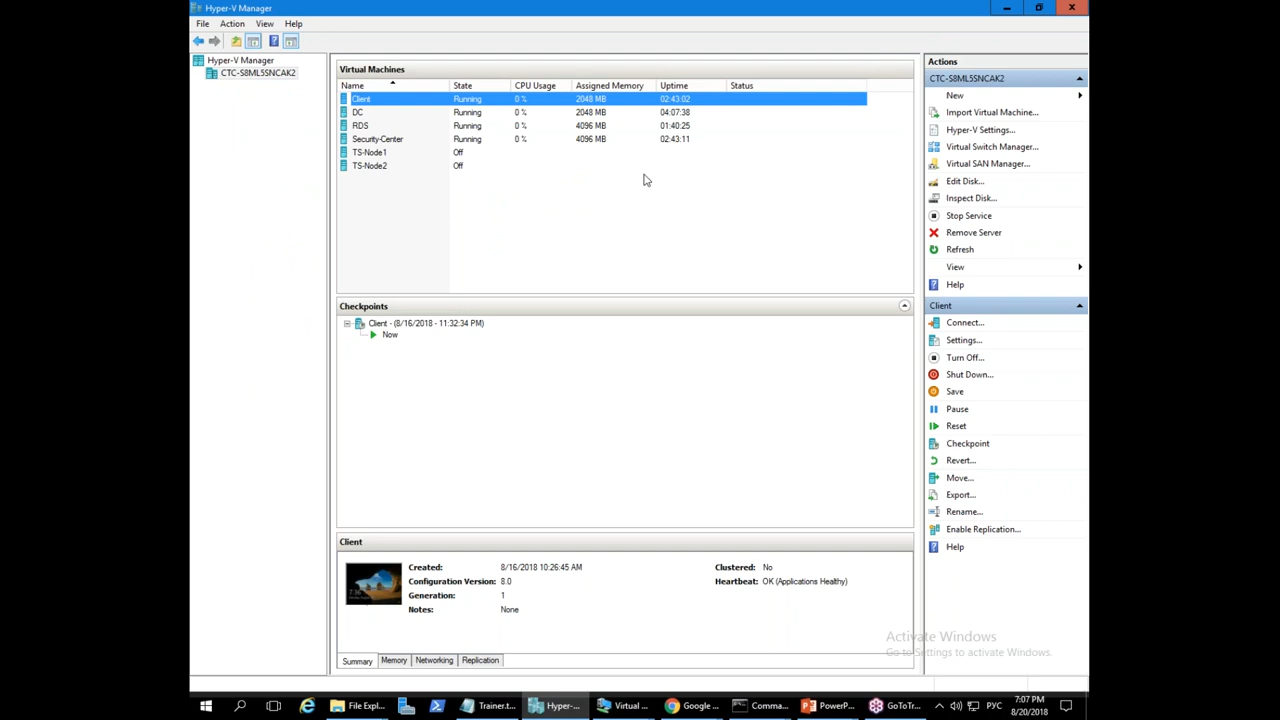 Hyper-V Manager
File Action View Help
Hyper-V Manager
CTC-S8ML5SNCAK2
Virtual Machines
Name State CPU Usage Assigned Memory Uptime Status
Client Running 0 % 2048 MB 02:43:02
DC Running 0 % 2048 MB 04:07:38
RDS Running 0 % 4096 MB 01:40:25
Security-Center Running 0 % 4096 MB 02:43:11
TS-Node1 Off
TS-Node2 Off
Checkpoints
Client - (8/16/2018 - 11:32:34 PM)
Now
Client
Created: 8/16/2018 10:26:45 AM Clustered: No
Configuration Version: 8.0 Heartbeat: OK (Applications Healthy)
Generation: 1
Notes: None
7:36
Summary Memory Networking Replication
Actions
CTC-S8ML5SNCAK2
New
Import Virtual Machine...
Hyper-V Settings...
Virtual Switch Manager...
Virtual SAN Manager...
Edit Disk...
Inspect Disk...
Stop Service
Remove Server
Refresh
View
Help
Client
Connect...
Settings...
Turn Off...
Shut Down...
Save
Pause
Reset
Checkpoint
Revert...
Move...
Export...
Rename...
Enable Replication...
Help
Activate Windows
Go to Settings to activate Windows.
File Expl... Trainer.t... Hyper-... Virtual ... Google ... Comma... PowerP... GoToTr... РУС 7:07 PM
8/20/2018